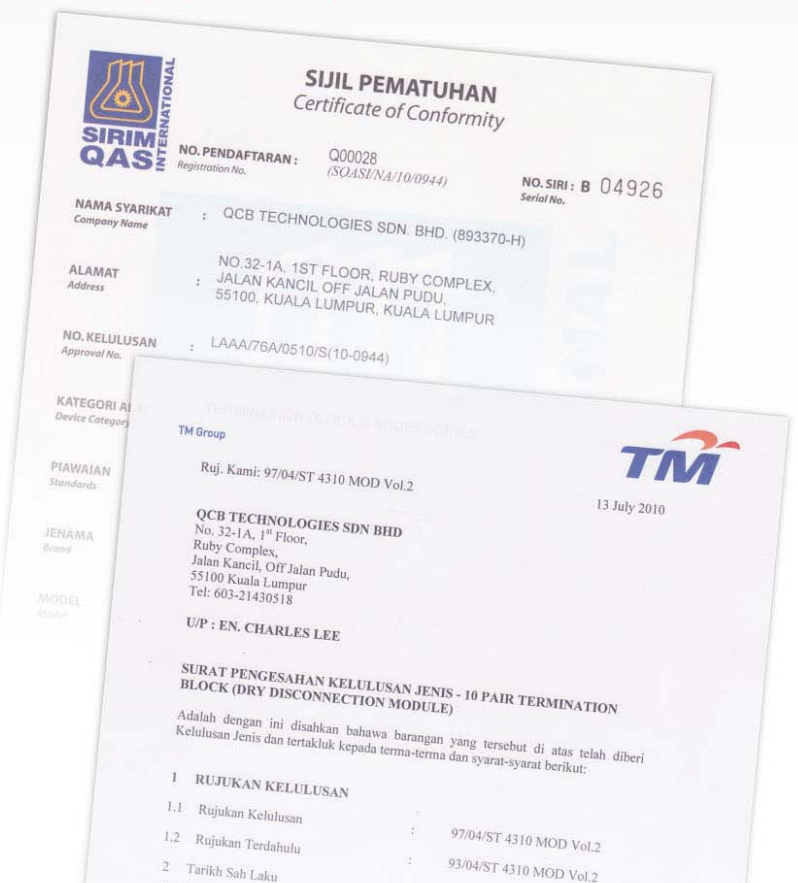 SIRIM
QAS
INTERNATIONAL
SIJIL PEMATUHAN
Certificate of Conformity
NO. PENDAFTARAN : Q00028
Registration No. (SOASI/NA/10/0944)
NO. SIRI : B 04926
Serial No.
NAMA SYARIKAT : QCB TECHNOLOGIES SDN. BHD. (893370-H)
Company Name
ALAMAT : NO.32-1A, 1ST FLOOR, RUBY COMPLEX,
Address JALAN KANCIL OFF JALAN PUDU,
55100, KUALA LUMPUR, KUALA LUMPUR
NO. KELULUSAN : LAAA/76A/0510/S(10-0944)
Approval No.
KATEGORI ALAT TERMINATION BLOCK & ACCESSORIES
Device Category
PIAWAIAN
Standards
JENAMA
Brand
MODEL
Model
TM Group
TM
Ruj. Kami: 97/04/ST 4310 MOD Vol.2
13 July 2010
QCB TECHNOLOGIES SDN BHD
No. 32-1A, 1st Floor,
Ruby Complex,
Jalan Kancil, Off Jalan Pudu,
55100 Kuala Lumpur
Tel: 603-21430518
U/P : EN. CHARLES LEE
SURAT PENGESAHAN KELULUSAN JENIS - 10 PAIR TERMINATION
BLOCK (DRY DISCONNECTION MODULE)
Adalah dengan ini disahkan bahawa barangan yang tersebut di atas telah diberi
Kelulusan Jenis dan tertakluk kepada terma-terma dan syarat-syarat berikut:
1 RUJUKAN KELULUSAN
1.1 Rujukan Kelulusan : 97/04/ST 4310 MOD Vol.2
1.2 Rujukan Terdahulu : 93/04/ST 4310 MOD Vol.2
2 Tarikh Sah Laku